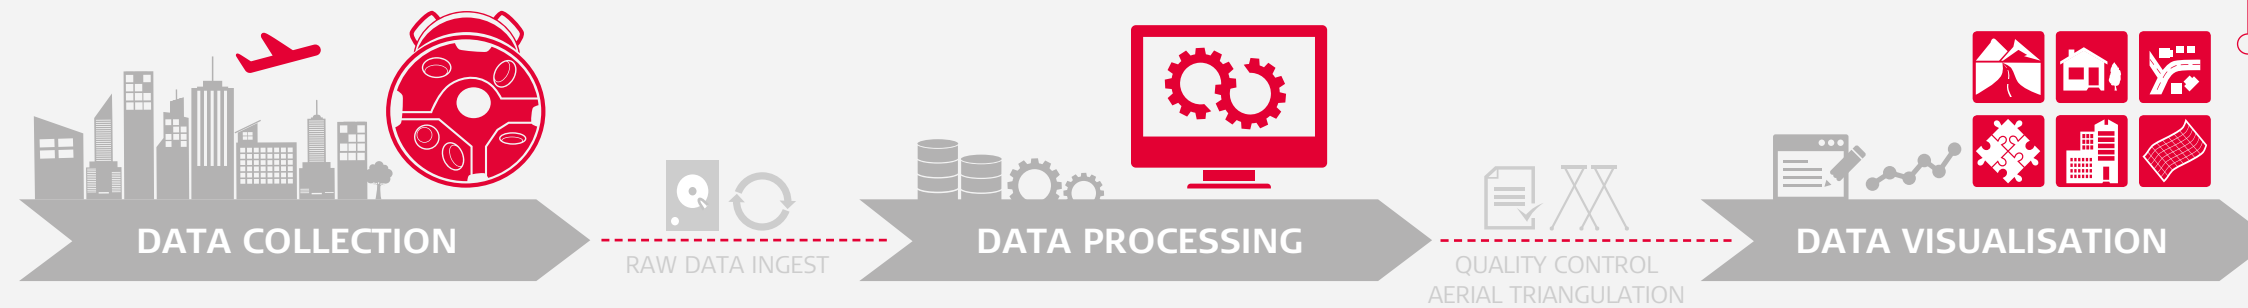 DATA COLLECTION
RAW DATA INGEST
DATA PROCESSING
QUALITY CONTROL
AERIAL TRIANGULATION
DATA VISUALISATION